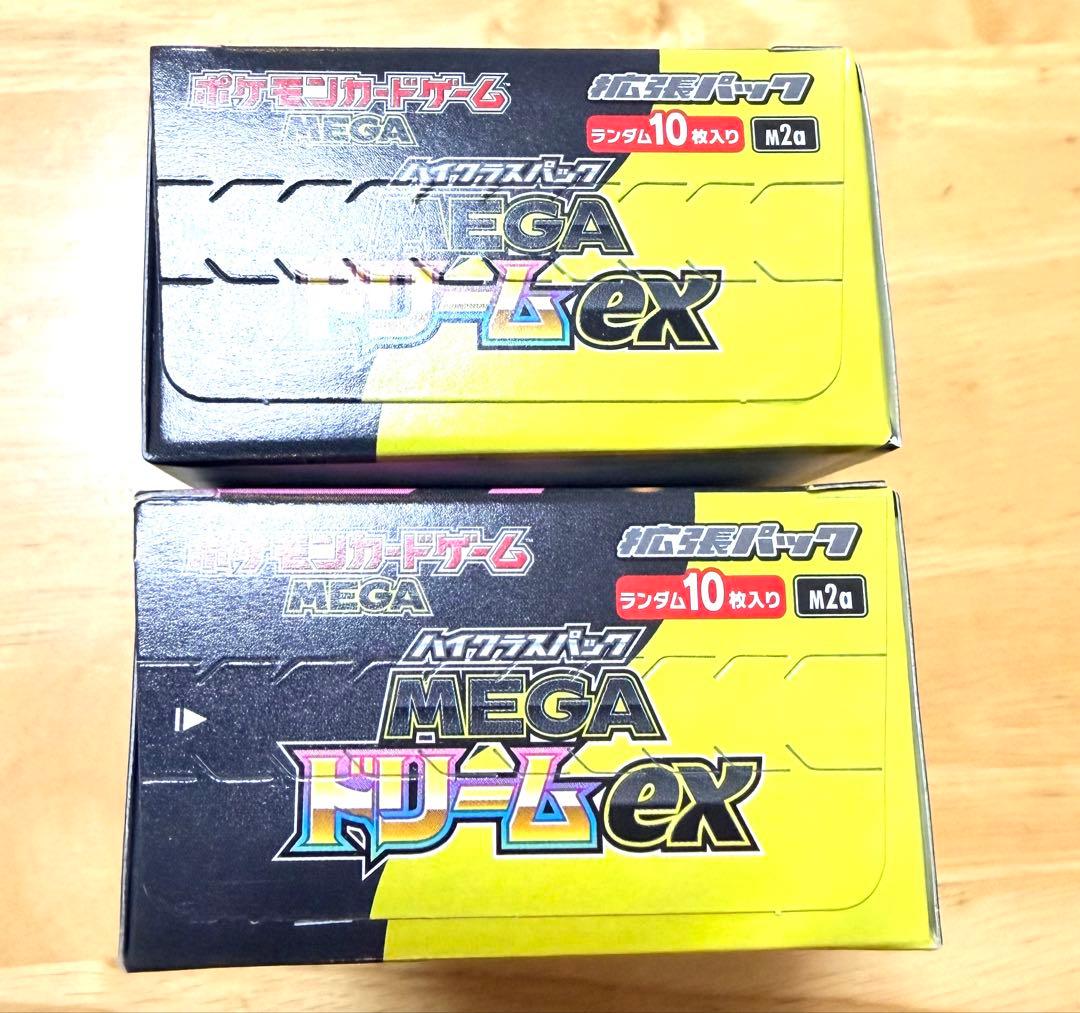 ポケモンカードゲーム
MEGA
拡張パック
ランダム10枚入り M2a
ハイクラスパック
MEGA
ドリームex
ポケモンカードゲーム
MEGA
拡張パック
ランダム10枚入り M2a
ハイクラスパック
MEGA
ドリームex